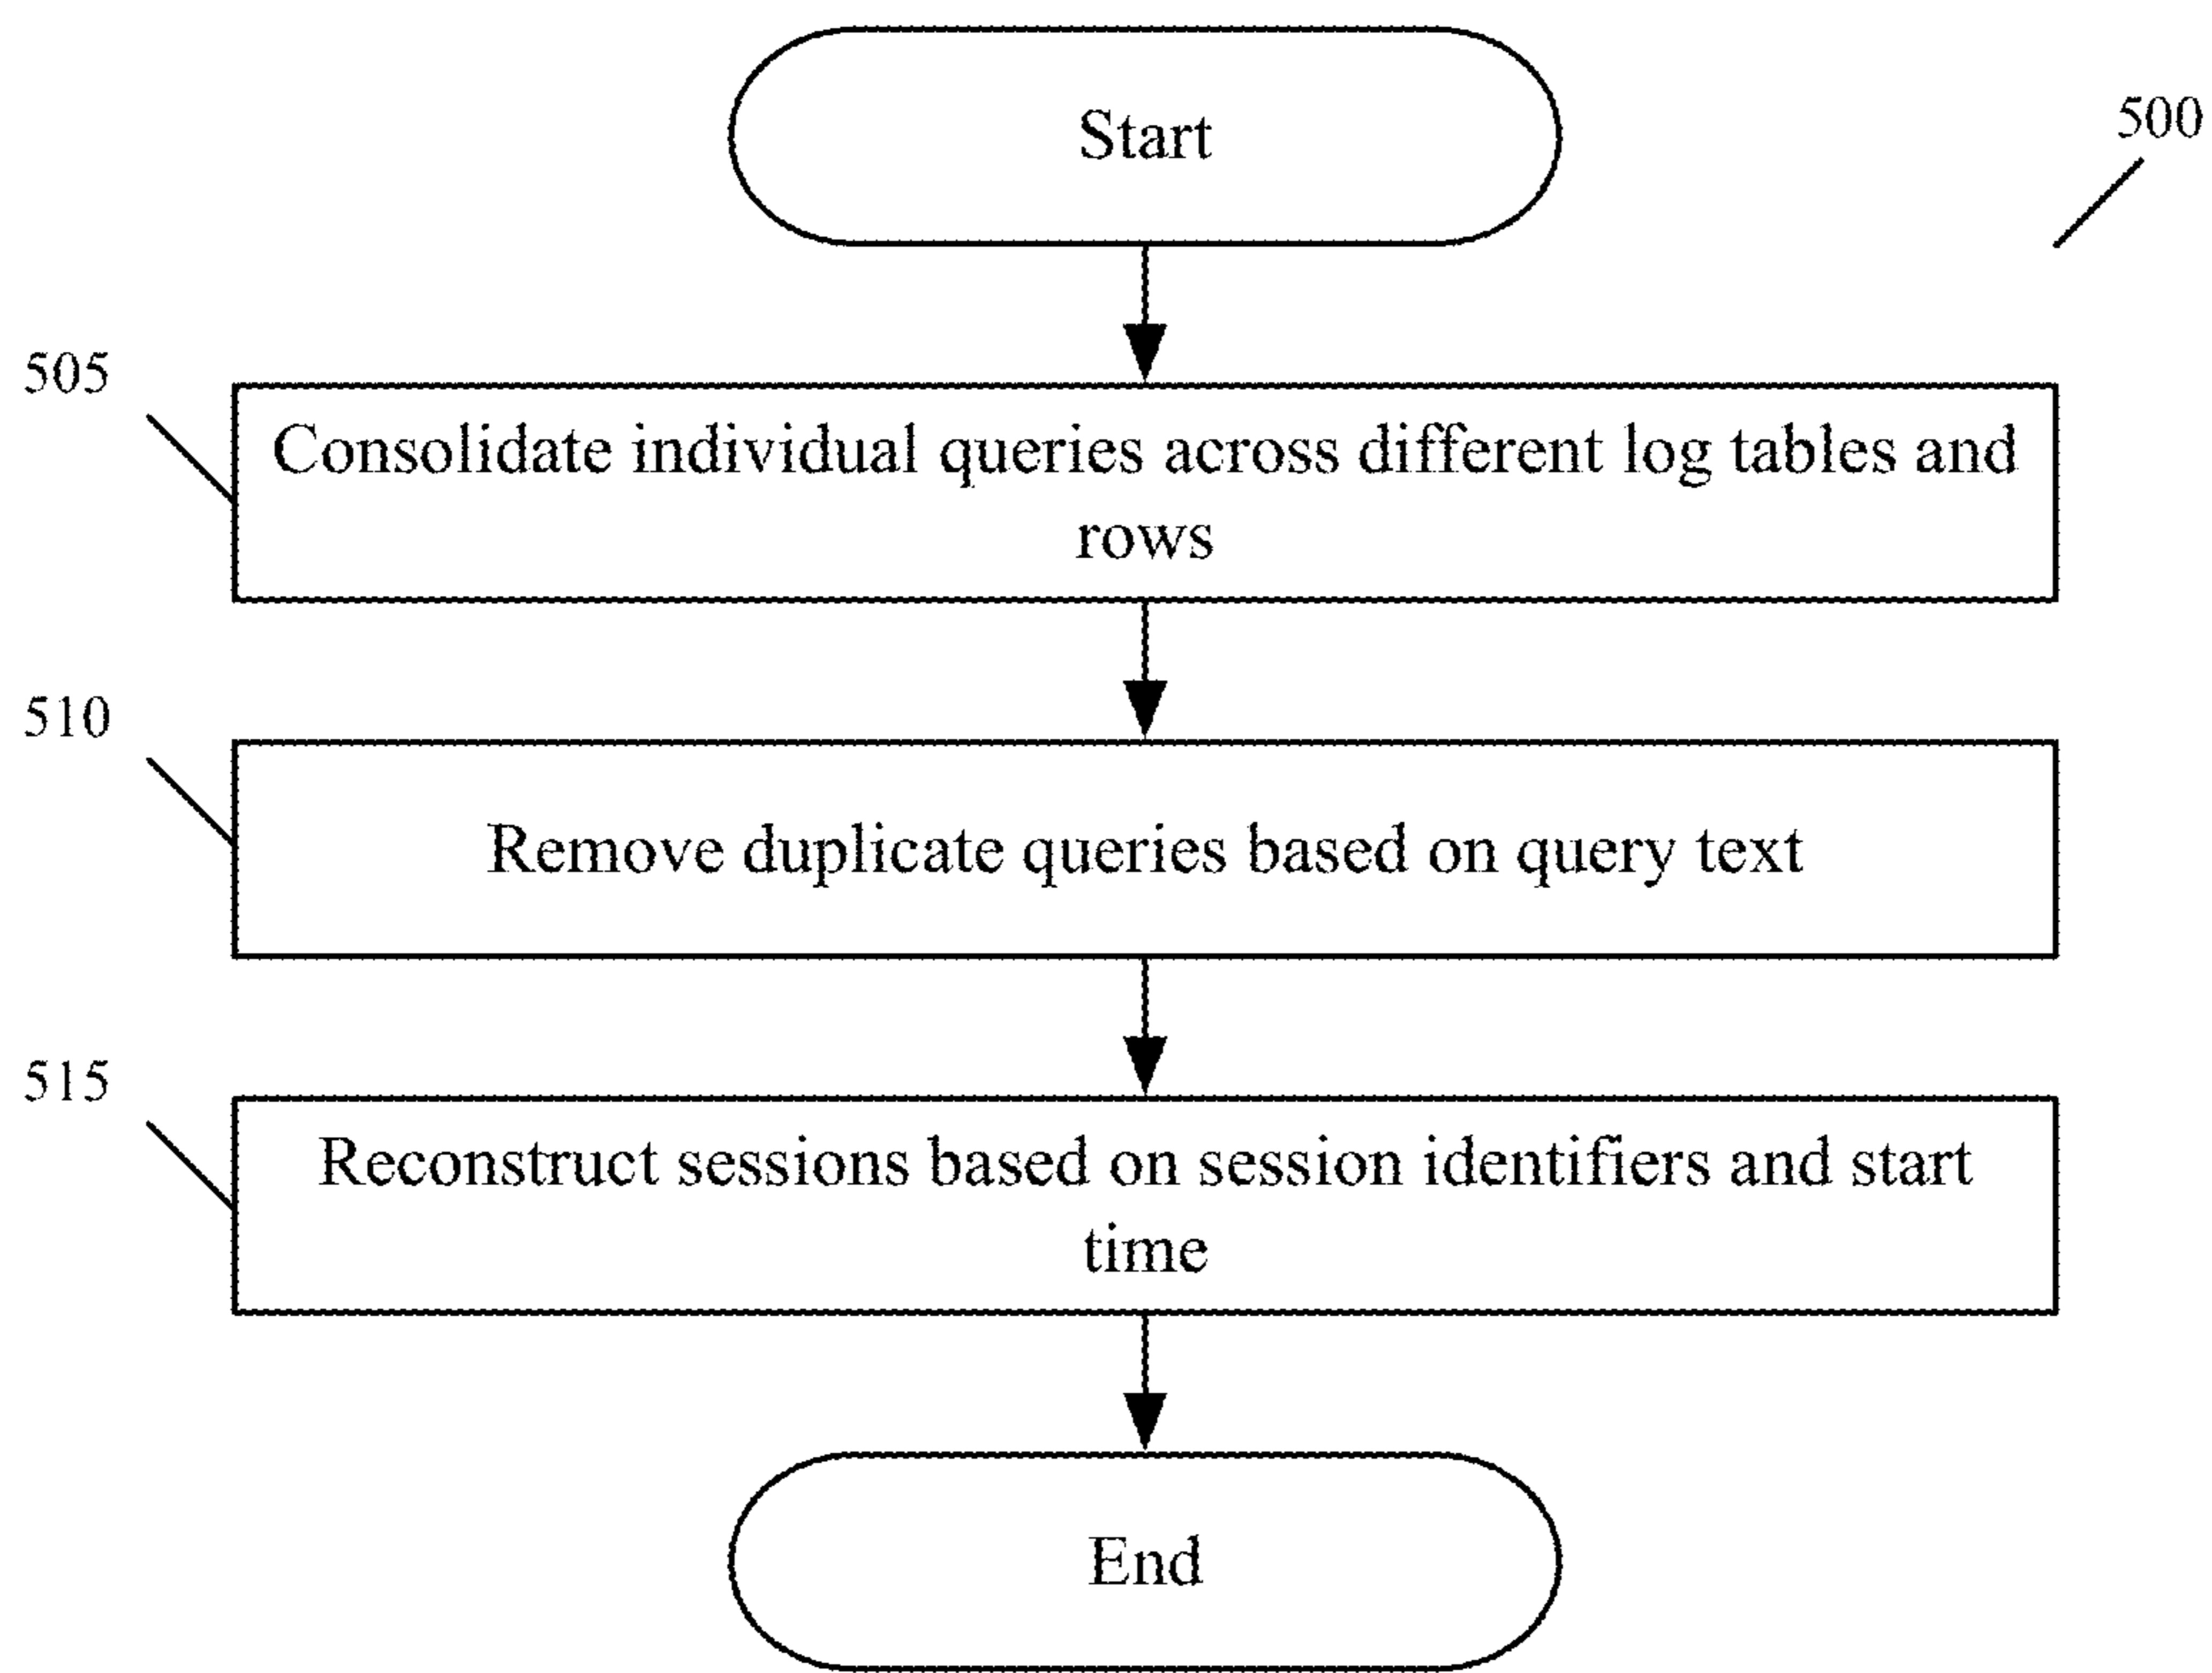 Start
500
505
Consolidate individual queries across different log tables and
rows
510
Remove duplicate queries based on query text
515
Reconstruct sessions based on session identifiers and start
time
End